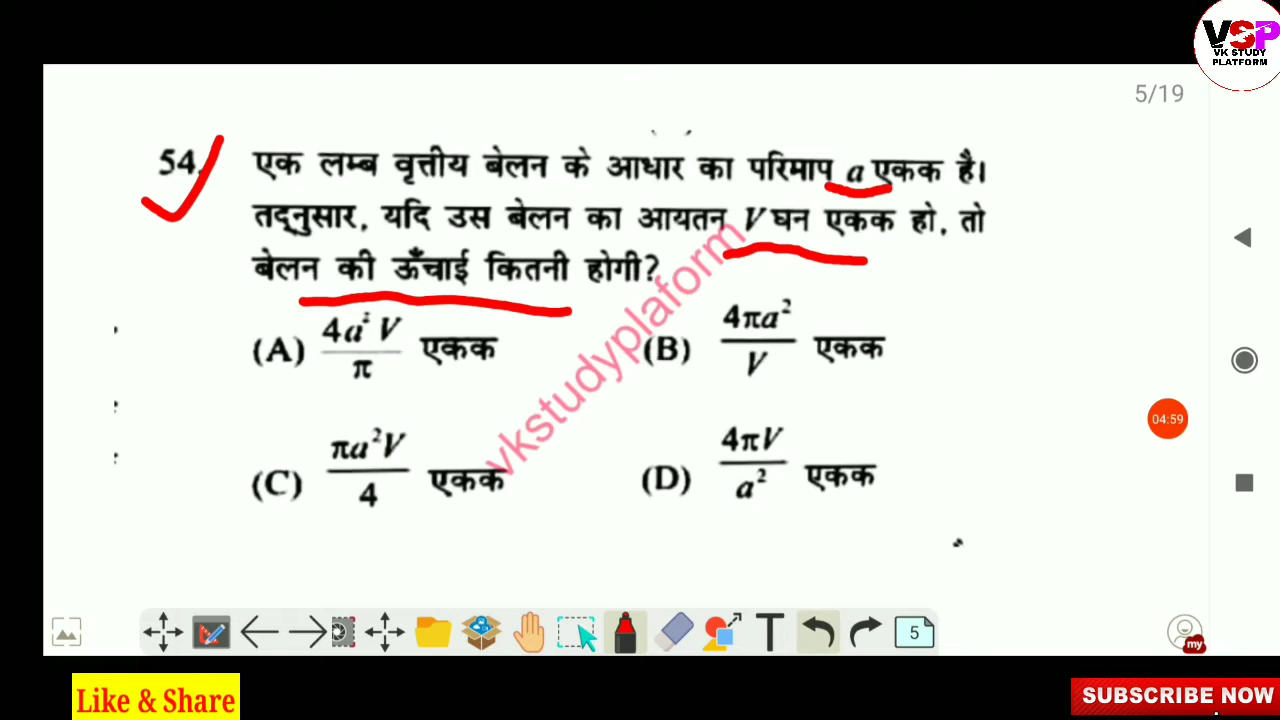 VSP
VK STUDY
PLATFORM
5/19
54. एक लम्ब वृत्तीय बेलन के आधार का परिमाप a एकक है।
तद्नुसार, यदि उस बेलन का आयतन V घन एकक हो, तो
बेलन की ऊँचाई कितनी होगी?
(A) 4a² V / π एकक (B) 4πa² / V एकक
(C) πa²V / 4 एकक (D) 4πV / a² एकक
vkstudyplaform
04:59
T
5
my
Like & Share
SUBSCRIBE NOW